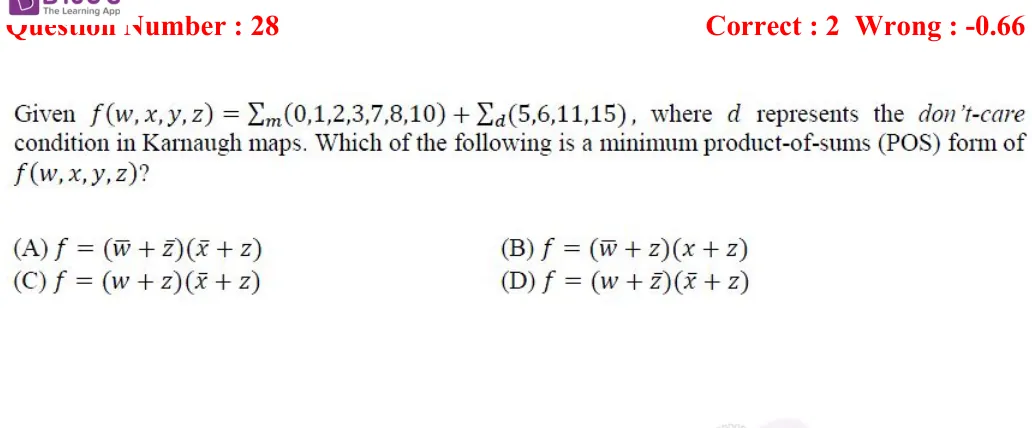 The Learning App
Question Number : 28 Correct : 2 Wrong : -0.66
Given f(w, x, y, z) = ∑m(0,1,2,3,7,8,10) + ∑d(5,6,11,15), where d represents the don't-care
condition in Karnaugh maps. Which of the following is a minimum product-of-sums (POS) form of
f(w, x, y, z)?
(A) f = (w̅ + z̅)(x̅ + z) (B) f = (w̅ + z)(x + z)
(C) f = (w + z)(x̅ + z) (D) f = (w + z̅)(x̅ + z)